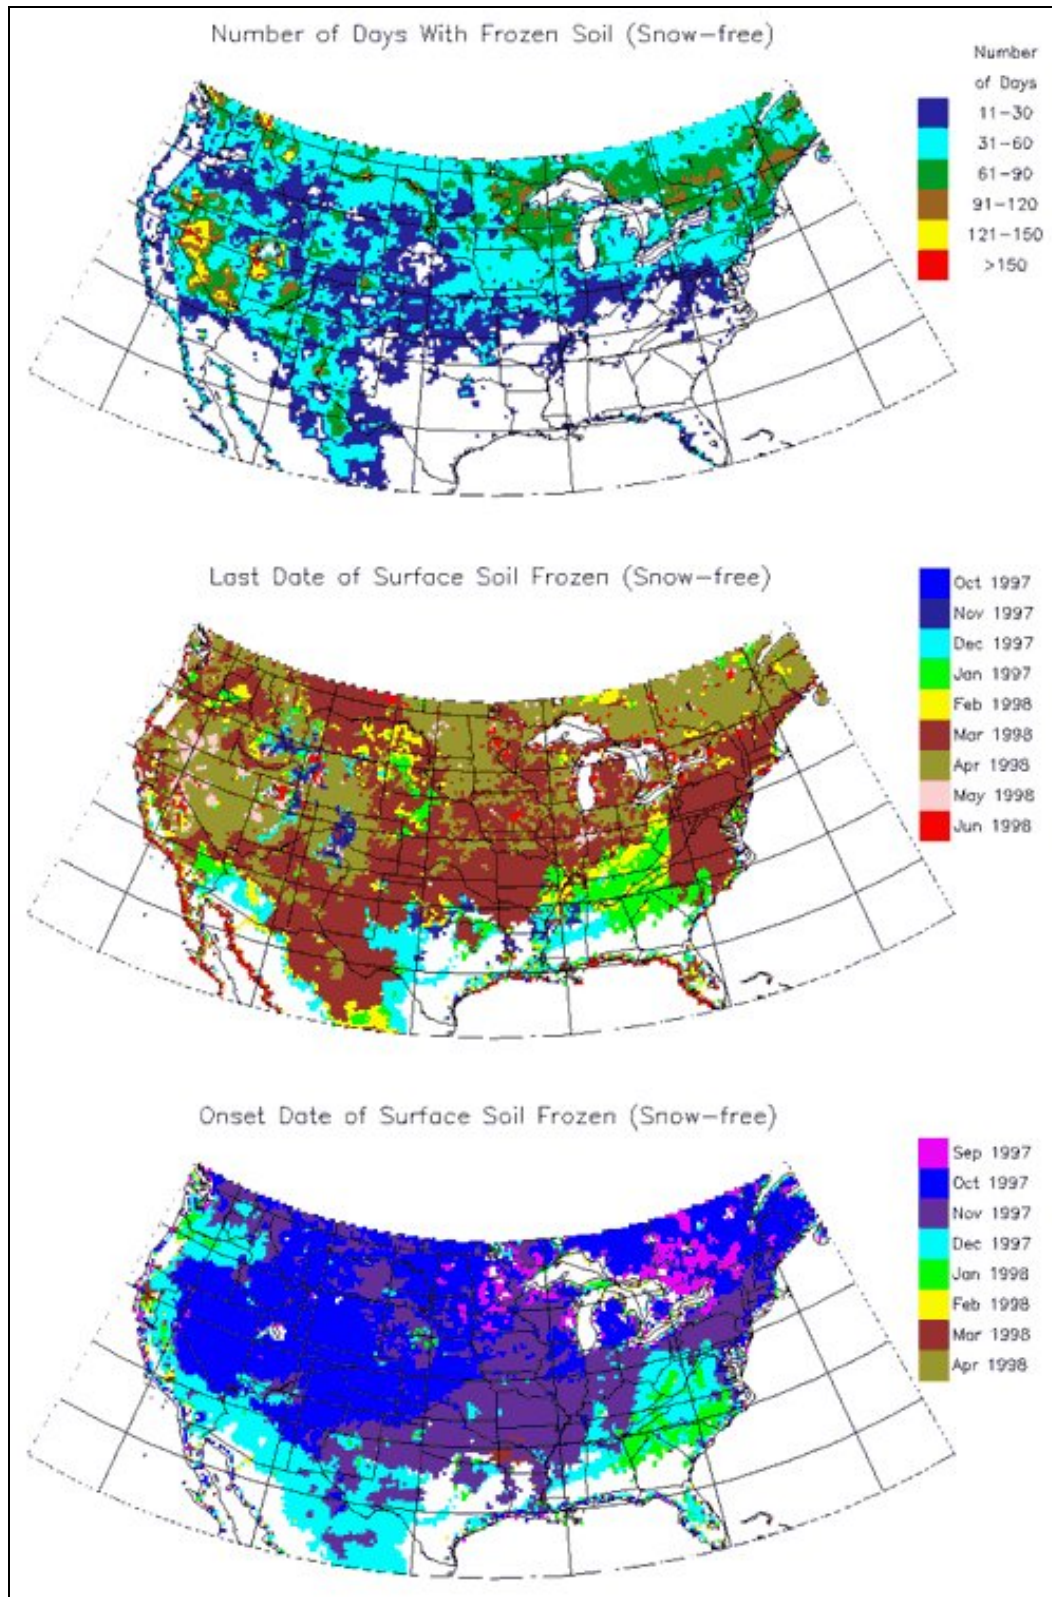 Number of Days With Frozen Soil (Snow-free)
Number
of Days
11-30
31-60
61-90
91-120
121-150
>150
Last Date of Surface Soil Frozen (Snow-free)
Oct 1997
Nov 1997
Dec 1997
Jan 1997
Feb 1998
Mar 1998
Apr 1998
May 1998
Jun 1998
Onset Date of Surface Soil Frozen (Snow-free)
Sep 1997
Oct 1997
Nov 1997
Dec 1997
Jan 1998
Feb 1998
Mar 1998
Apr 1998